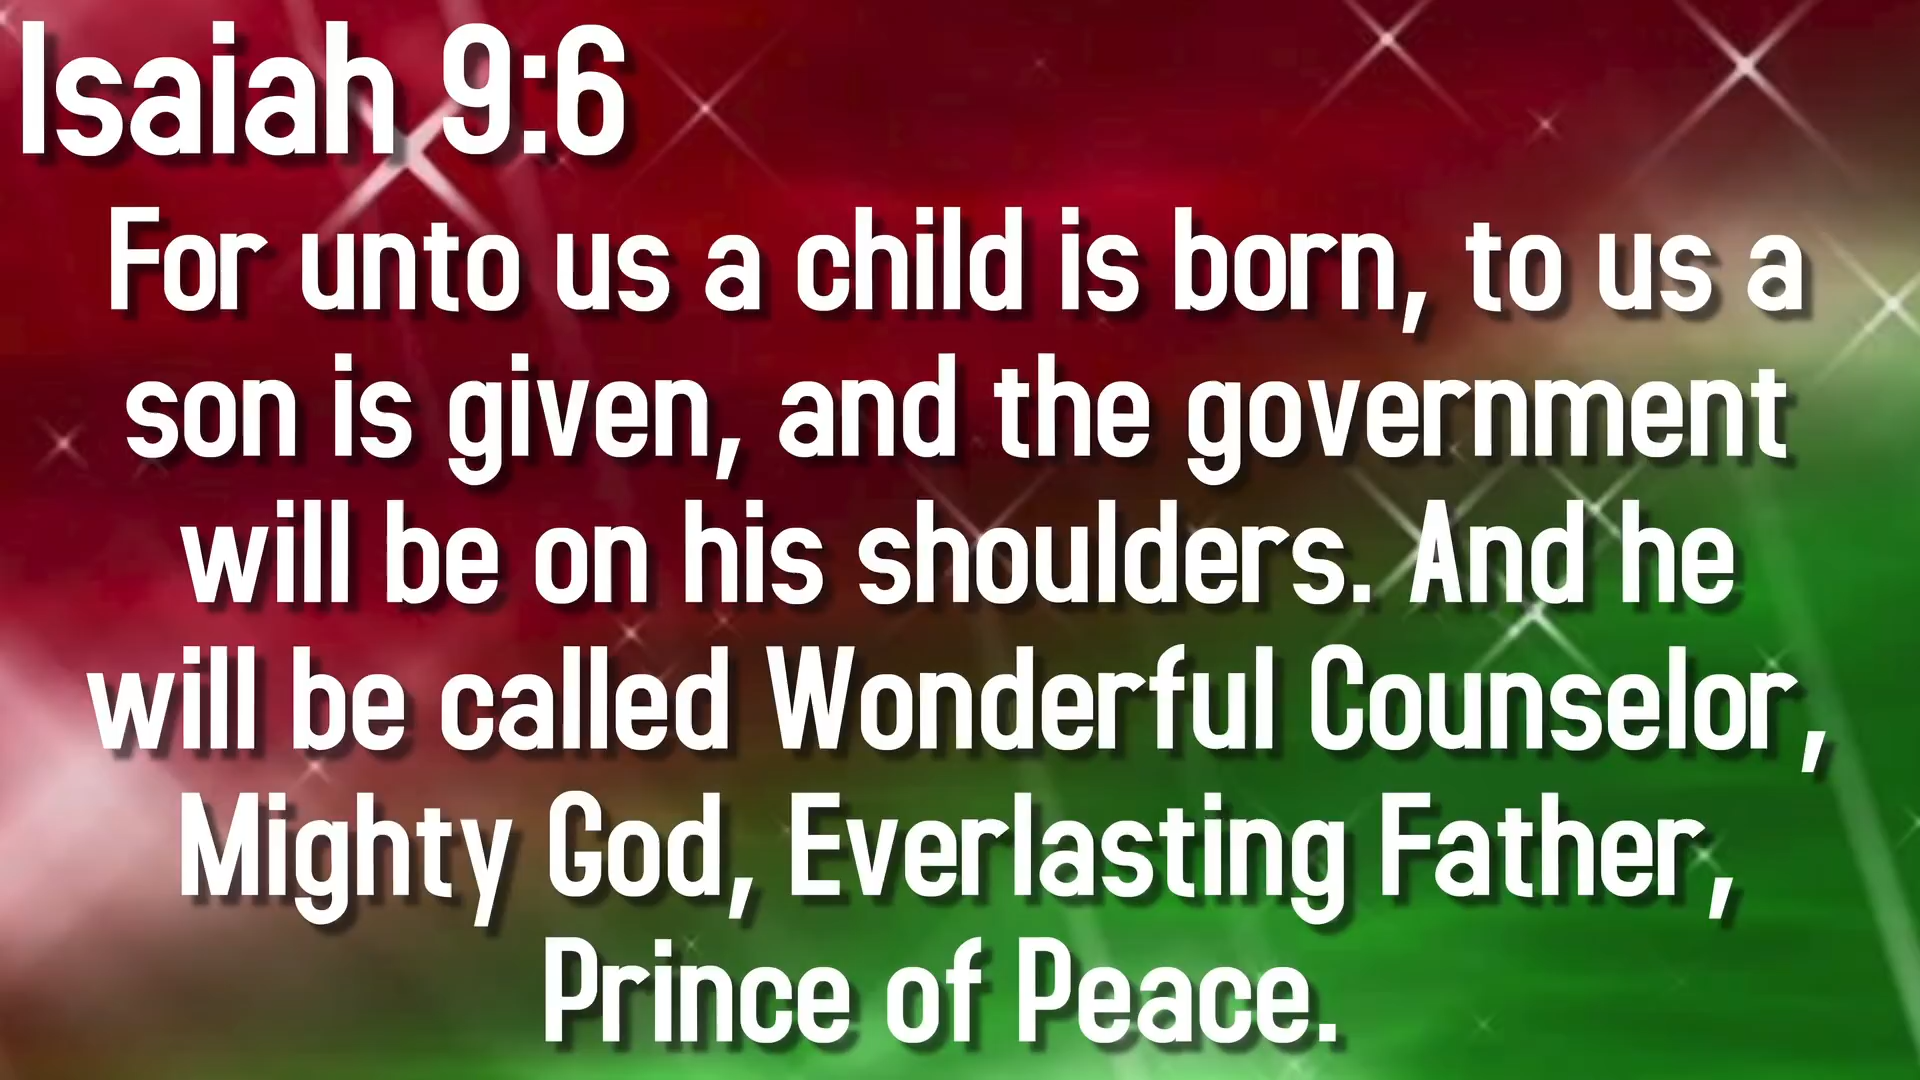 Isaiah 9:6
For unto us a child is born, to us a
son is given, and the government
will be on his shoulders. And he
will be called Wonderful Counselor,
Mighty God, Everlasting Father,
Prince of Peace.